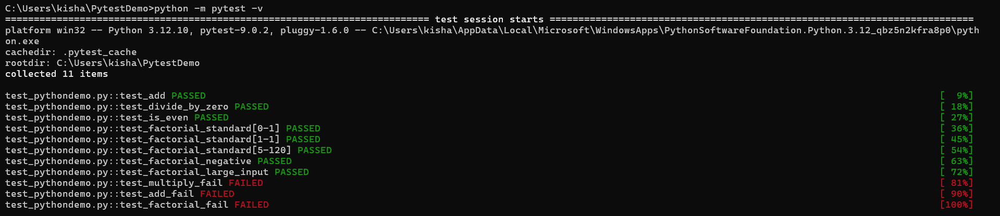 C:\Users\kisha\PytestDemo>python -m pytest -v
========================================================================== test session starts ==========================================================================
platform win32 -- Python 3.12.10, pytest-9.0.2, pluggy-1.6.0 -- C:\Users\kisha\AppData\Local\Microsoft\WindowsApps\PythonSoftwareFoundation.Python.3.12_qbz5n2kfra8p0\pyth
on.exe
cachedir: .pytest_cache
rootdir: C:\Users\kisha\PytestDemo
collected 11 items
test_pythondemo.py::test_add PASSED [  9%]
test_pythondemo.py::test_divide_by_zero PASSED [ 18%]
test_pythondemo.py::test_is_even PASSED [ 27%]
test_pythondemo.py::test_factorial_standard[0-1] PASSED [ 36%]
test_pythondemo.py::test_factorial_standard[1-1] PASSED [ 45%]
test_pythondemo.py::test_factorial_standard[5-120] PASSED [ 54%]
test_pythondemo.py::test_factorial_negative PASSED [ 63%]
test_pythondemo.py::test_factorial_large_input PASSED [ 72%]
test_pythondemo.py::test_multiply_fail FAILED [ 81%]
test_pythondemo.py::test_add_fail FAILED [ 90%]
test_pythondemo.py::test_factorial_fail FAILED [100%]